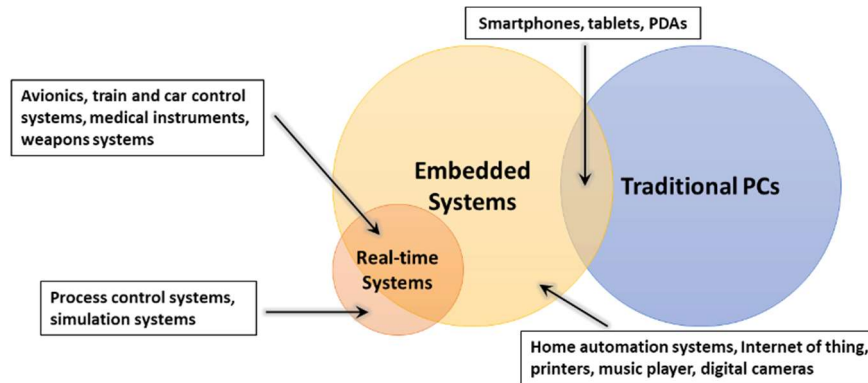 Smartphones, tablets, PDAs
Avionics, train and car control
systems, medical instruments,
weapons systems
Embedded
Systems
Traditional PCs
Real-time
Systems
Process control systems,
simulation systems
Home automation systems, Internet of thing,
printers, music player, digital cameras